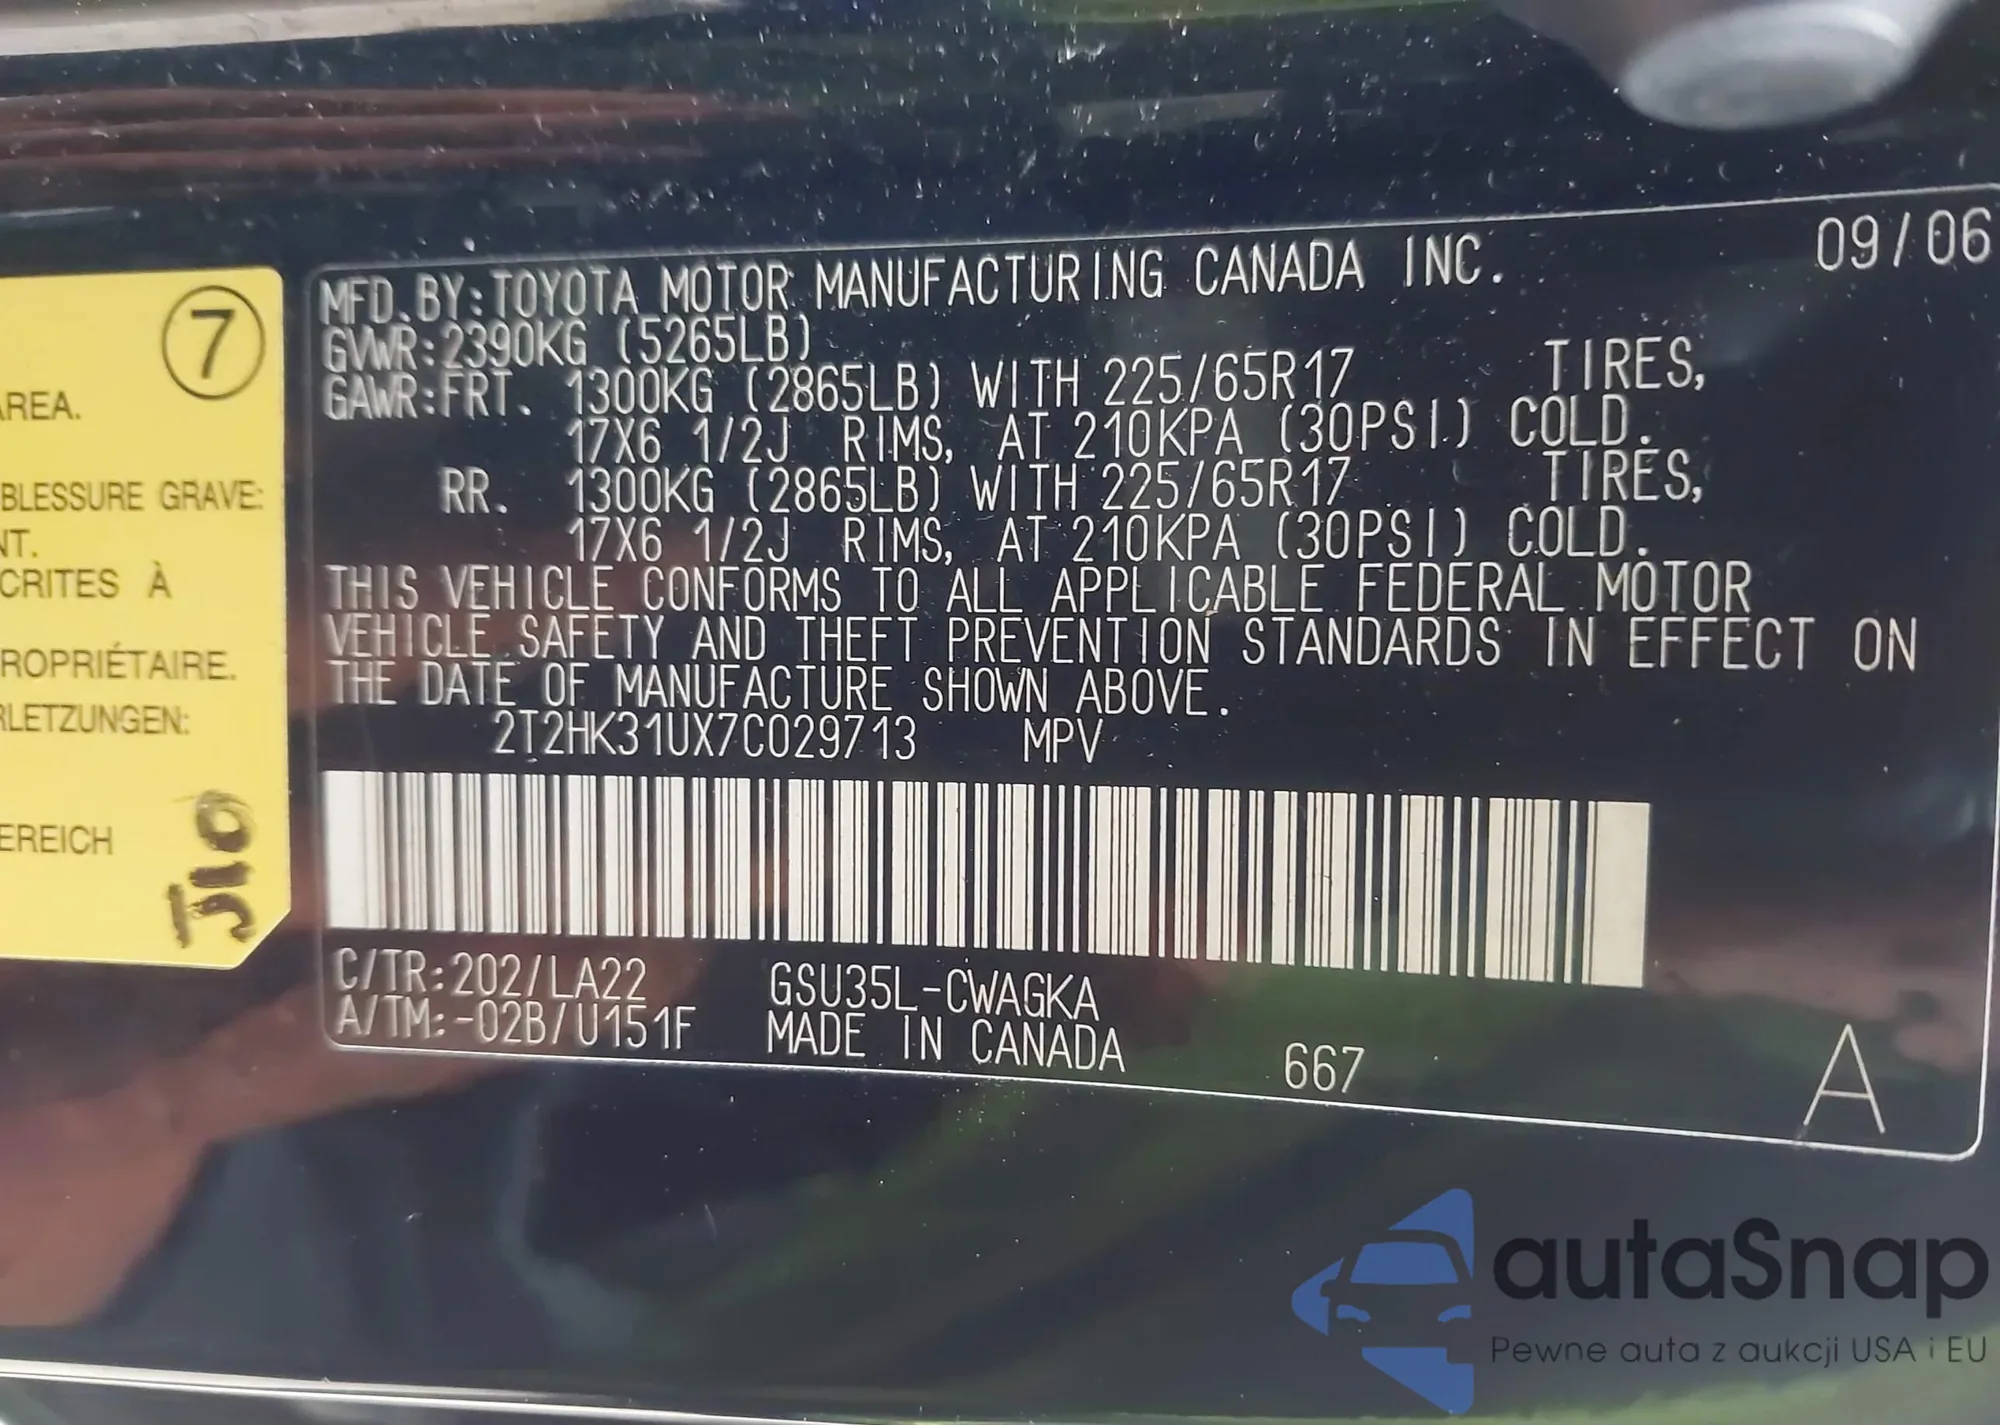 09/06
MFD.BY:TOYOTA MOTOR MANUFACTURING CANADA INC.
GVWR:2390KG (5265LB)
GAWR:FRT. 1300KG (2865LB) WITH 225/65R17 TIRES,
17X6 1/2J RIMS, AT 210KPA (30PSI) COLD.
RR. 1300KG (2865LB) WITH 225/65R17 TIRES,
17X6 1/2J RIMS, AT 210KPA (30PSI) COLD.
THIS VEHICLE CONFORMS TO ALL APPLICABLE FEDERAL MOTOR
VEHICLE SAFETY AND THEFT PREVENTION STANDARDS IN EFFECT ON
THE DATE OF MANUFACTURE SHOWN ABOVE.
2T2HK31UX7C029713 MPV
C/TR:202/LA22 GSU35L-CWAGKA
A/TM:-02B/U151F MADE IN CANADA 667 A
7
AREA.
BLESSURE GRAVE:
NT.
CRITES À
ROPRIÉTAIRE.
RLETZUNGEN:
EREICH
J10
autaSnap
Pewne auta z aukcji USA i EU